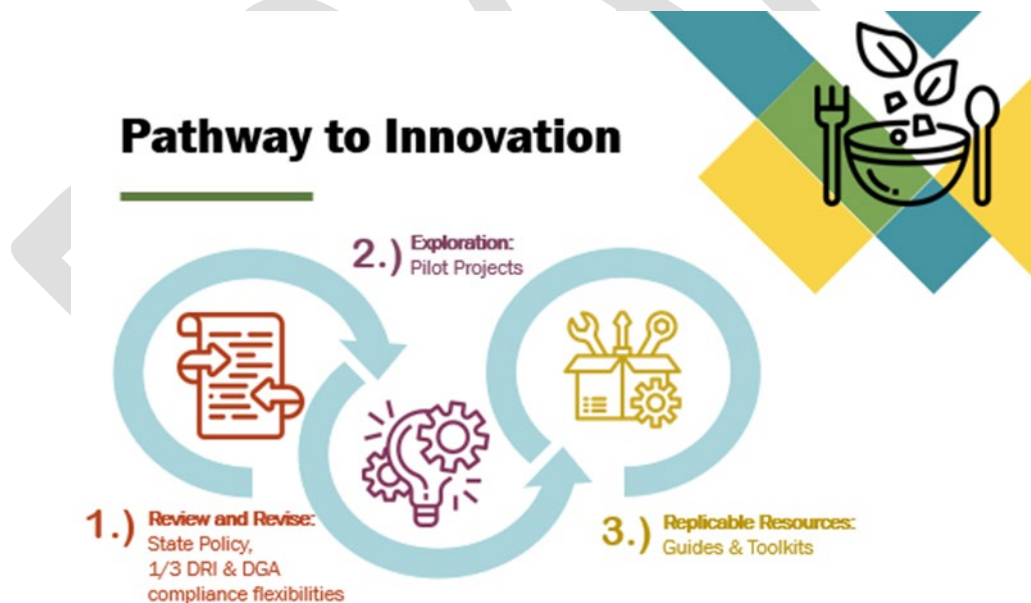 Pathway to Innovation
2.) Exploration:
Pilot Projects
1.) Review and Revise:
State Policy,
1/3 DRI & DGA
compliance flexibilities
3.) Replicable Resources:
Guides & Toolkits